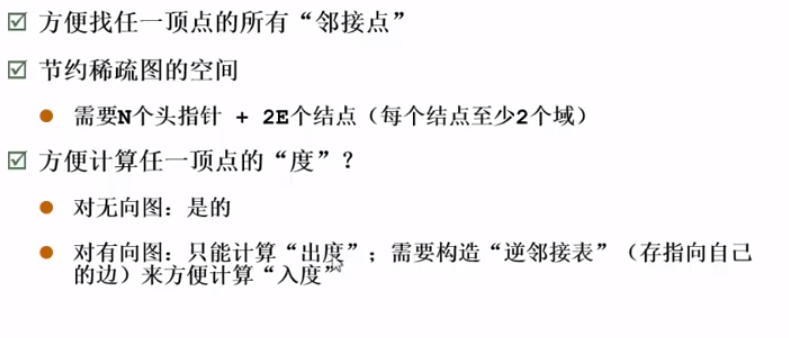 方便找任一顶点的所有“邻接点”
节约稀疏图的空间
需要N个头指针 + 2E个结点（每个结点至少2个域）
方便计算任一顶点的“度”？
对无向图：是的
对有向图：只能计算“出度”；需要构造“逆邻接表”（存指向自己
的边）来方便计算“入度”